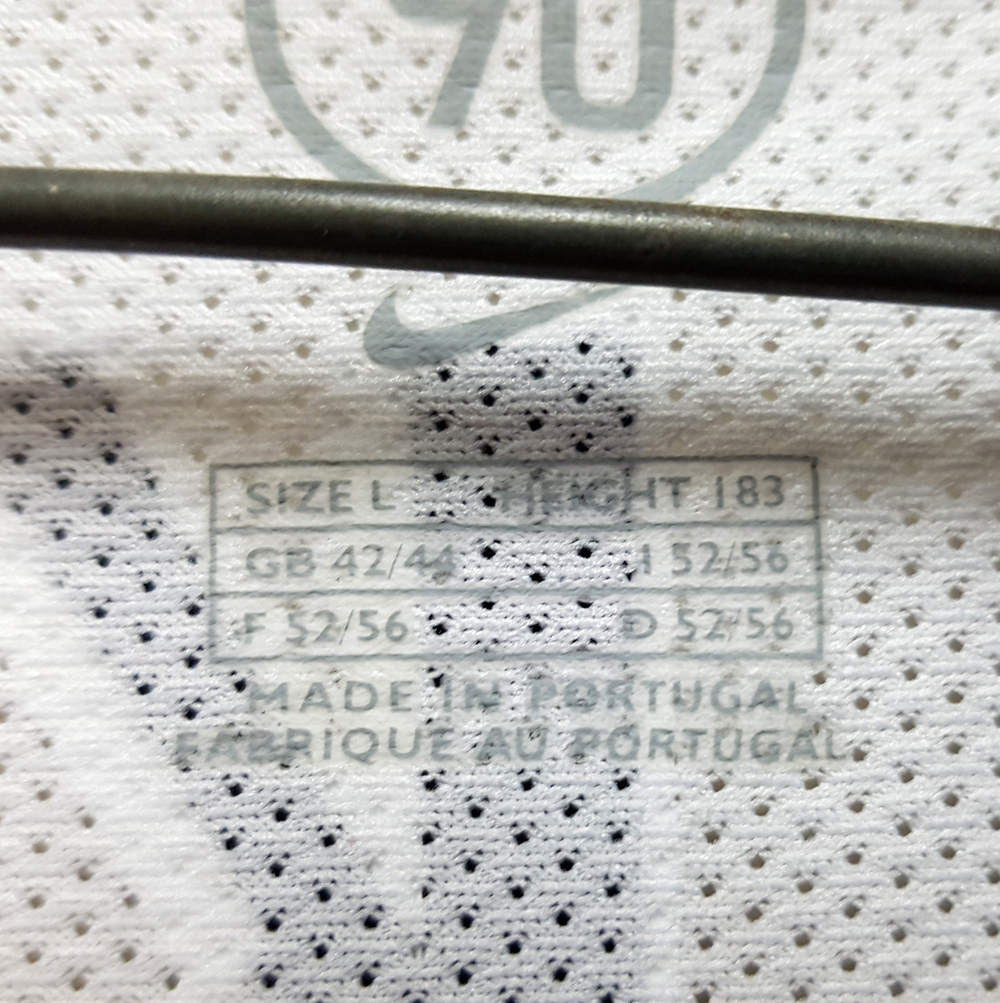 90
SIZE L HEIGHT 183
GB 42/44 I 52/56
F 52/56 D 52/56
MADE IN PORTUGAL
FABRIQUE AU PORTUGAL